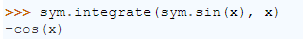 >>> sym.integrate(sym.sin(x), x)
-cos(x)